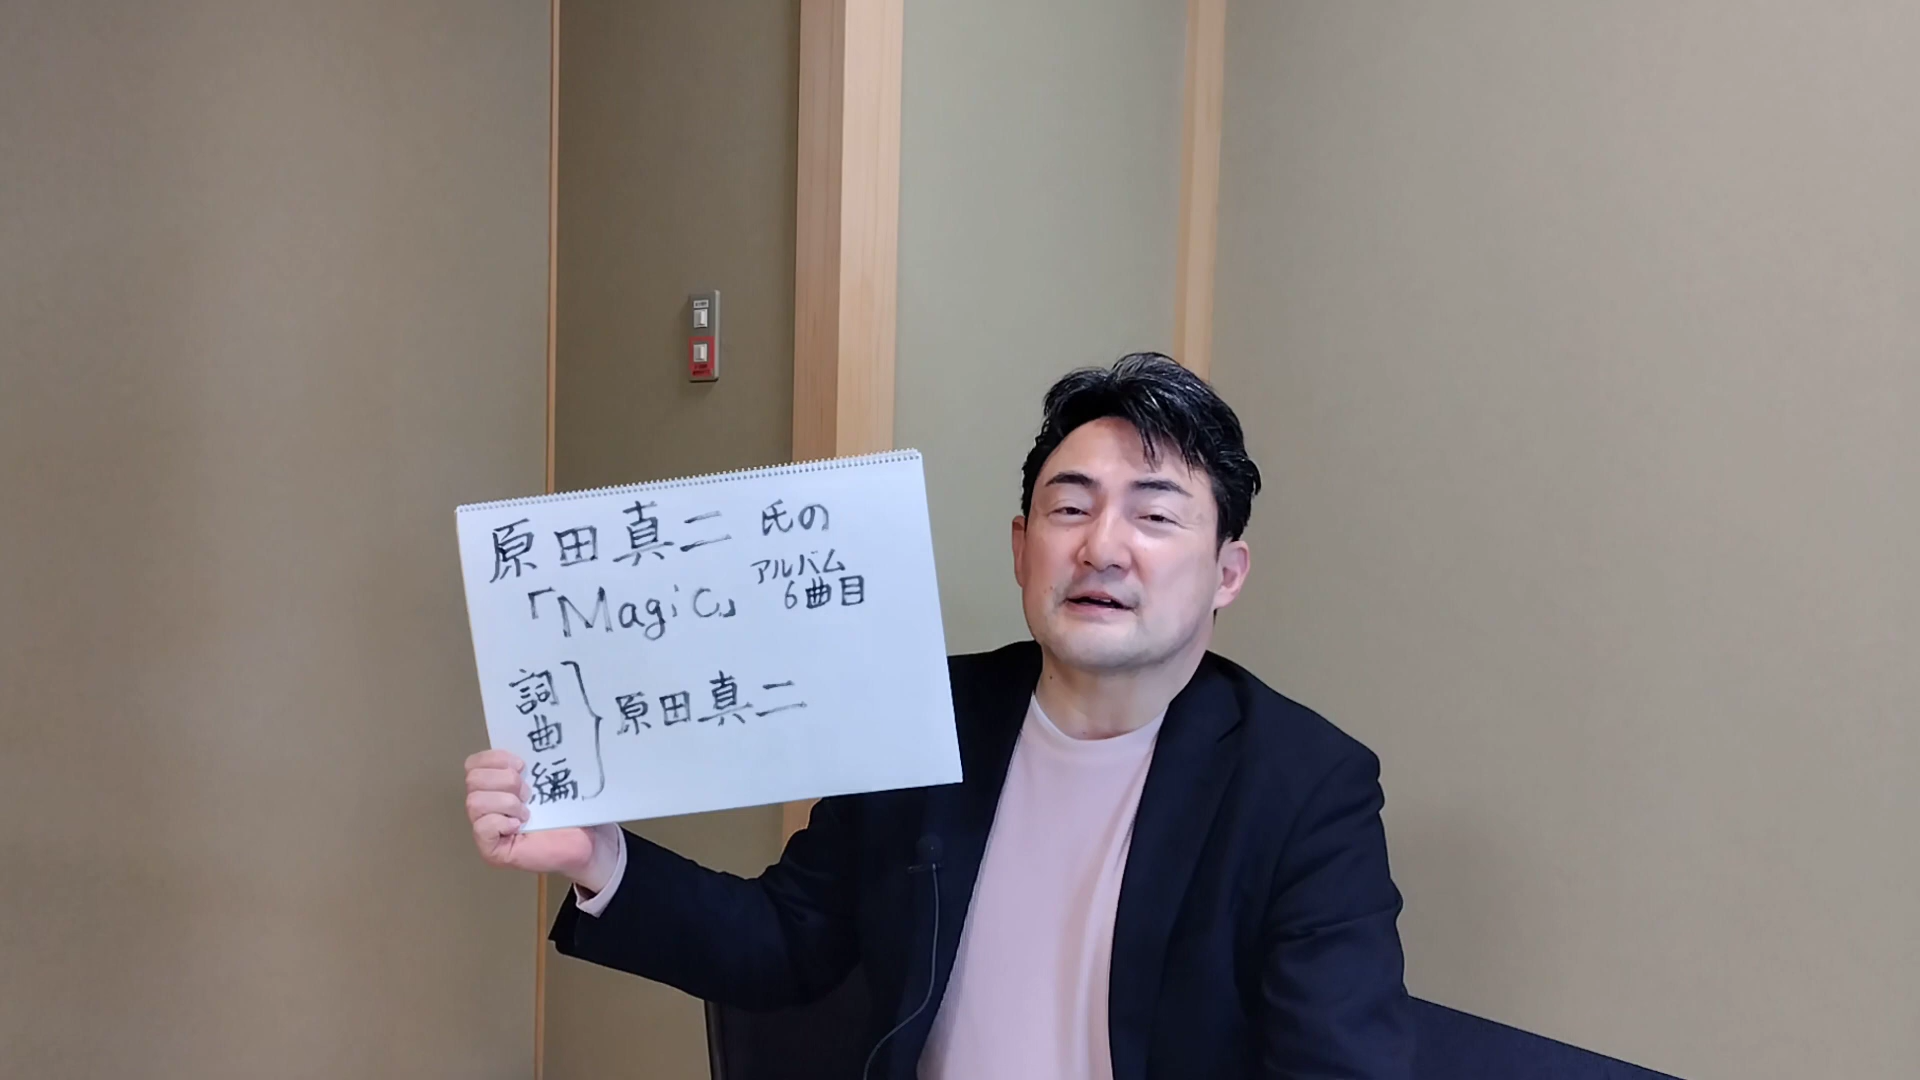 原田真二氏の
「Magic」アルバム
6曲目
詞
曲
編
原田真二